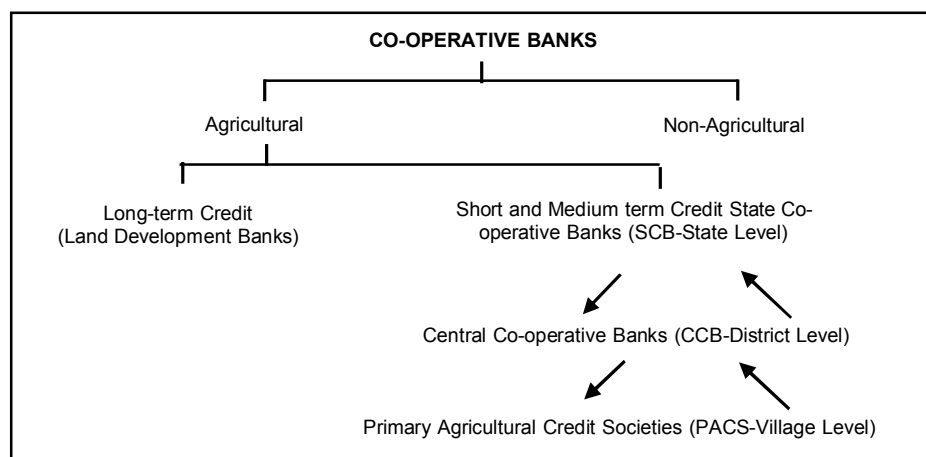 CO-OPERATIVE BANKS
Agricultural
Non-Agricultural
Long-term Credit
(Land Development Banks)
Short and Medium term Credit State Co-
operative Banks (SCB-State Level)
Central Co-operative Banks (CCB-District Level)
Primary Agricultural Credit Societies (PACS-Village Level)